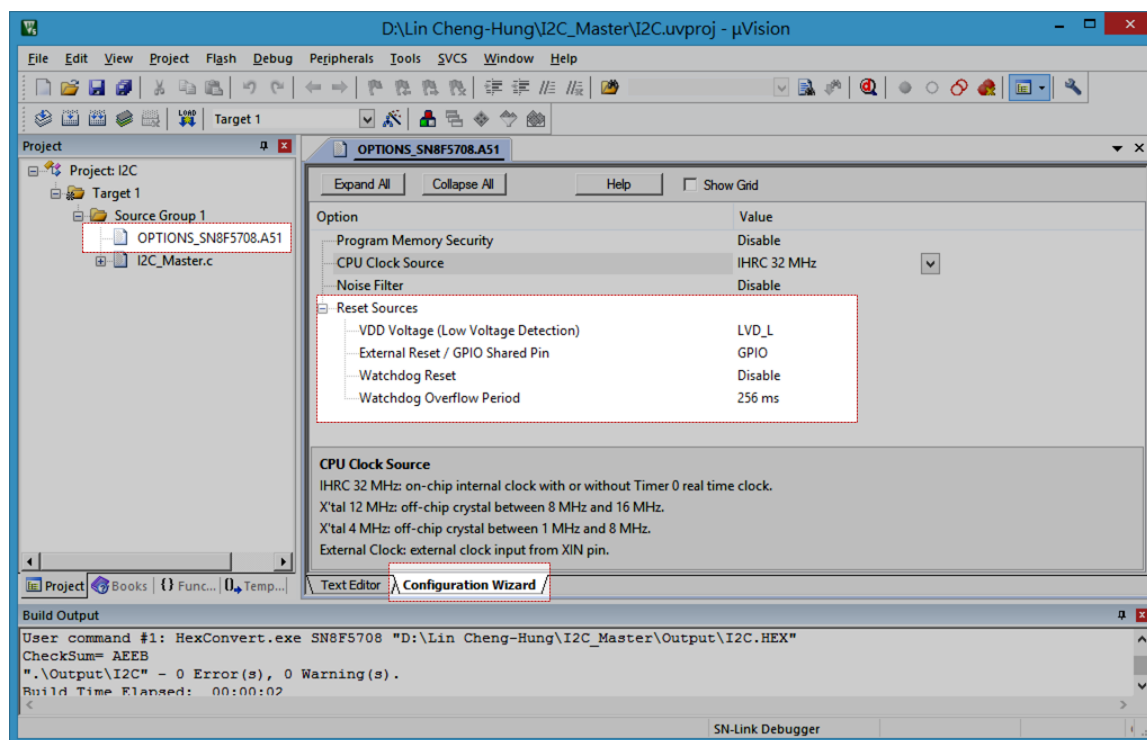 D:\Lin Cheng-Hung\I2C_Master\I2C.uvproj - µVision
File Edit View Project Flash Debug Peripherals Tools SVCS Window Help
LOAD Target 1
Project
OPTIONS_SN8F5708.A51
Project: I2C
Target 1
Source Group 1
OPTIONS_SN8F5708.A51
I2C_Master.c
Expand All Collapse All Help Show Grid
Option Value
Program Memory Security Disable
CPU Clock Source IHRC 32 MHz
Noise Filter Disable
Reset Sources
VDD Voltage (Low Voltage Detection) LVD_L
External Reset / GPIO Shared Pin GPIO
Watchdog Reset Disable
Watchdog Overflow Period 256 ms
CPU Clock Source
IHRC 32 MHz: on-chip internal clock with or without Timer 0 real time clock.
X'tal 12 MHz: off-chip crystal between 8 MHz and 16 MHz.
X'tal 4 MHz: off-chip crystal between 1 MHz and 8 MHz.
External Clock: external clock input from XIN pin.
Project Books {} Func... Temp...
Text Editor Configuration Wizard
Build Output
User command #1: HexConvert.exe SN8F5708 "D:\Lin Cheng-Hung\I2C_Master\Output\I2C.HEX"
CheckSum= AEEB
".\Output\I2C" - 0 Error(s), 0 Warning(s).
Build Time Elapsed: 00:00:02
SN-Link Debugger